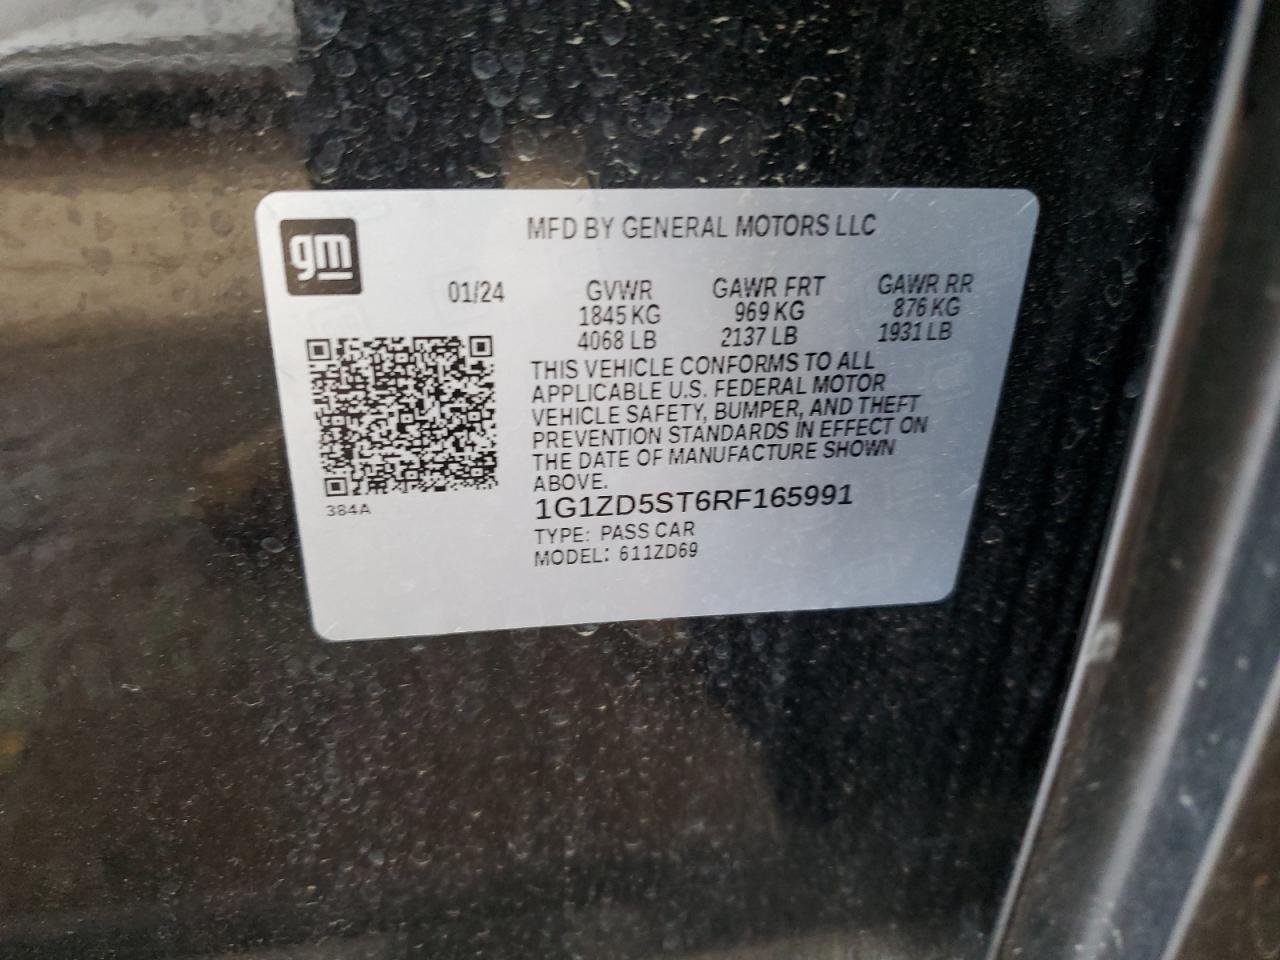 gm
MFD BY GENERAL MOTORS LLC
01/24 GVWR GAWR FRT GAWR RR
1845 KG 969 KG 876 KG
4068 LB 2137 LB 1931 LB
THIS VEHICLE CONFORMS TO ALL
APPLICABLE U.S. FEDERAL MOTOR
VEHICLE SAFETY, BUMPER, AND THEFT
PREVENTION STANDARDS IN EFFECT ON
THE DATE OF MANUFACTURE SHOWN
ABOVE.
384A
1G1ZD5ST6RF165991
TYPE: PASS CAR
MODEL: 611ZD69